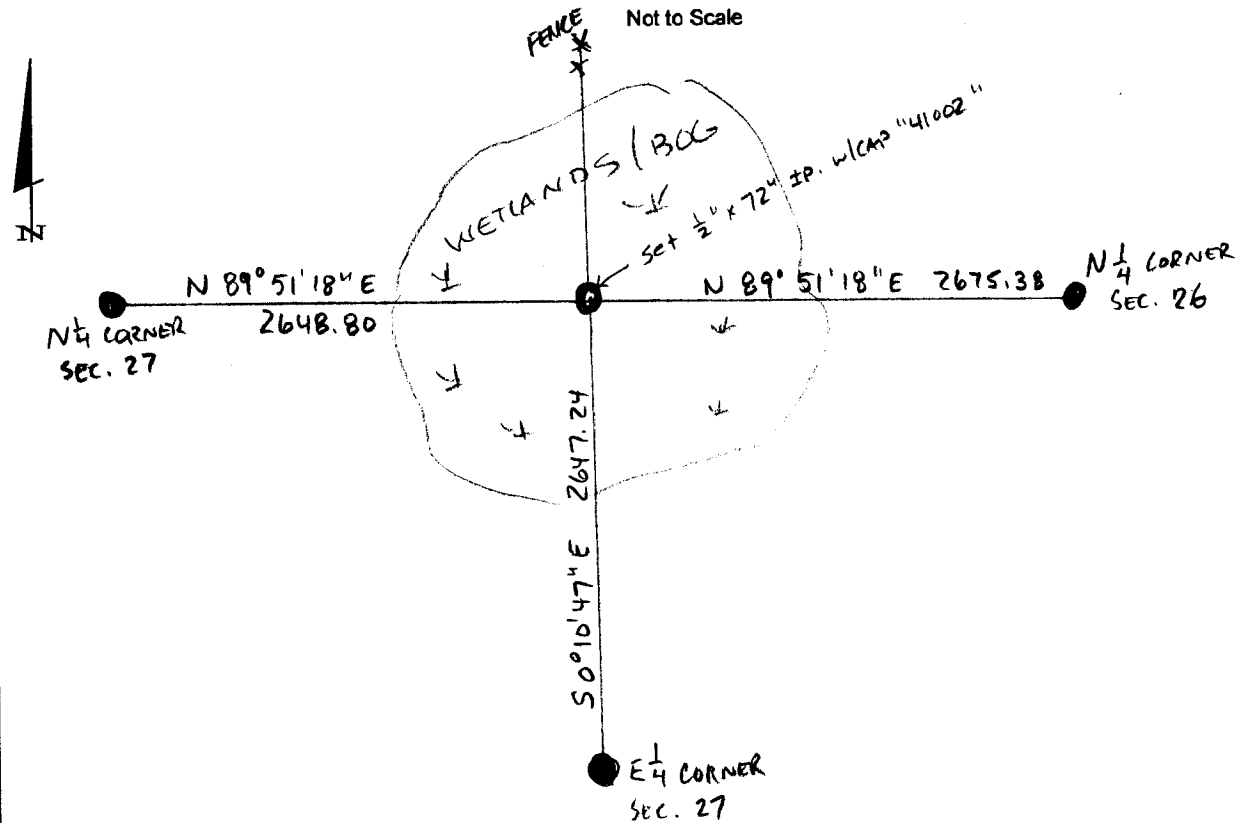 Not to Scale
FENCE
N
WETLANDS / BOG
set ½" x 72" IP. w/CAP "41002"
N 89° 51' 18" E
2648.80
N 89° 51' 18" E 2675.38
N ¼ CORNER
SEC. 27
N ¼ CORNER
SEC. 26
S 0° 10' 47" E 2647.24
E ¼ CORNER
SEC. 27